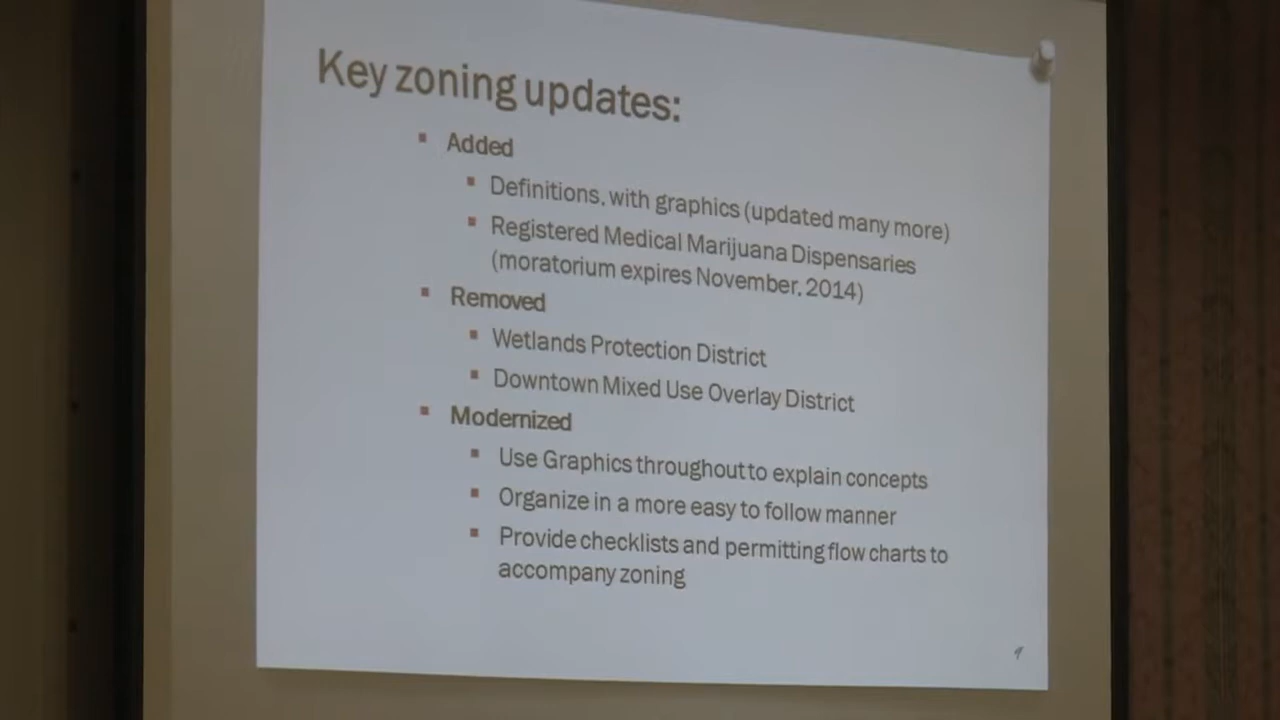 Key zoning updates:
Added
Definitions, with graphics (updated many more)
Registered Medical Marijuana Dispensaries
(moratorium expires November, 2014)
Removed
Wetlands Protection District
Downtown Mixed Use Overlay District
Modernized
Use Graphics throughout to explain concepts
Organize in a more easy to follow manner
Provide checklists and permitting flow charts to
accompany zoning